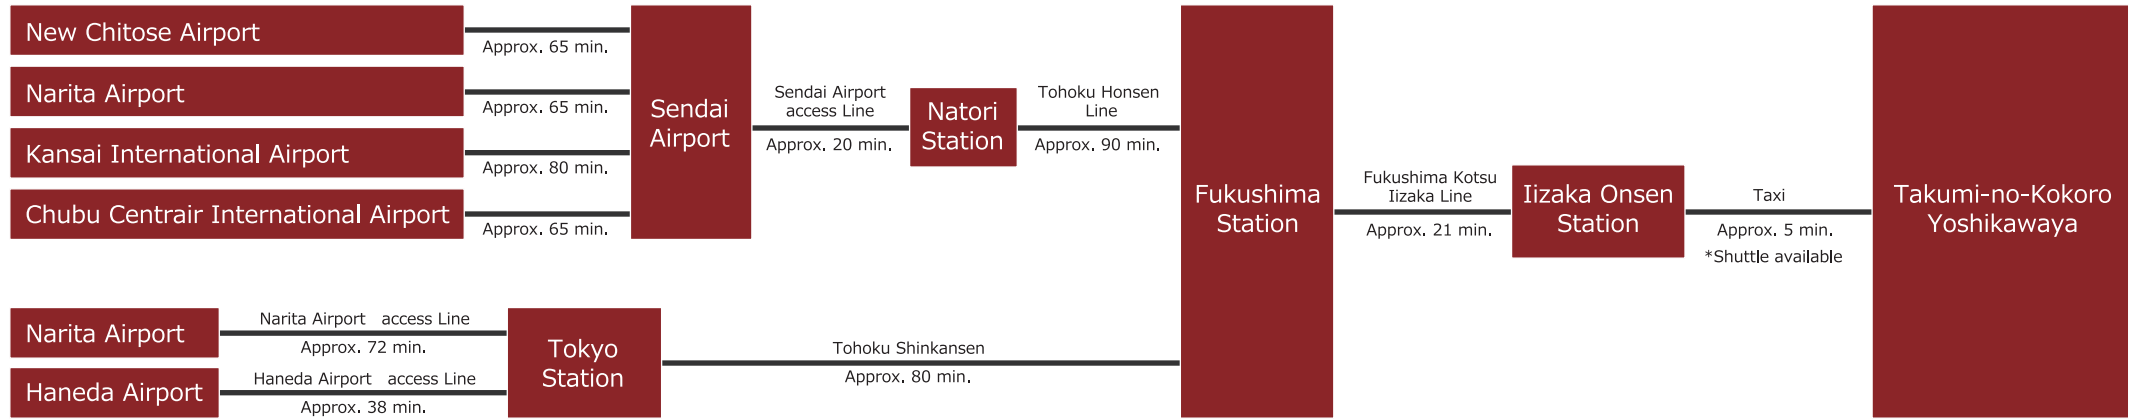 New Chitose Airport
Approx. 65 min.
Narita Airport
Approx. 65 min.
Kansai International Airport
Approx. 80 min.
Chubu Centrair International Airport
Approx. 65 min.
Sendai
Airport
Sendai Airport
access Line
Approx. 20 min.
Natori
Station
Tohoku Honsen
Line
Approx. 90 min.
Narita Airport
Narita Airport access Line
Approx. 72 min.
Haneda Airport
Haneda Airport access Line
Approx. 38 min.
Tokyo
Station
Tohoku Shinkansen
Approx. 80 min.
Fukushima
Station
Fukushima Kotsu
Iizaka Line
Approx. 21 min.
Iizaka Onsen
Station
Taxi
Approx. 5 min.
*Shuttle available
Takumi-no-Kokoro
Yoshikawaya